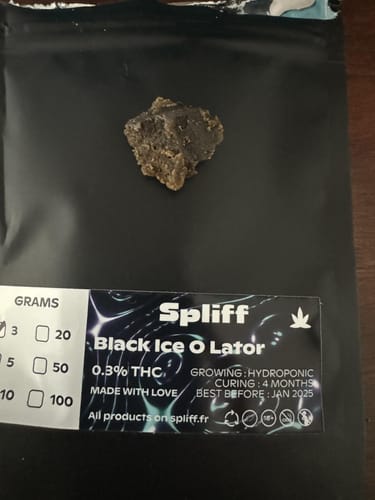 GRAMS
3 20
5 50
10 100
Spliff
Black Ice O Lator
0.3% THC
GROWING : HYDROPONIC
CURING : 4 MONTHS
MADE WITH LOVE
BEST BEFORE : JAN 2025
All products on spliff.fr
18+